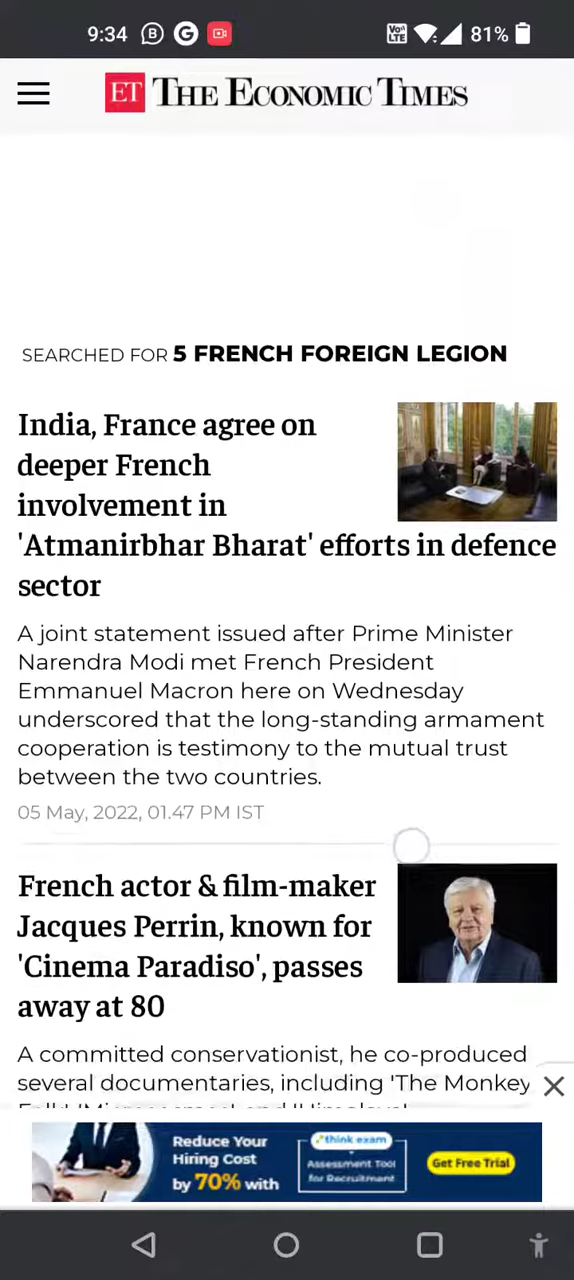 9:34
81%
ET THE ECONOMIC TIMES
SEARCHED FOR 5 FRENCH FOREIGN LEGION
India, France agree on
deeper French
involvement in
'Atmanirbhar Bharat' efforts in defence
sector
A joint statement issued after Prime Minister
Narendra Modi met French President
Emmanuel Macron here on Wednesday
underscored that the long-standing armament
cooperation is testimony to the mutual trust
between the two countries.
05 May, 2022, 01.47 PM IST
French actor & film-maker
Jacques Perrin, known for
'Cinema Paradiso', passes
away at 80
A committed conservationist, he co-produced
several documentaries, including 'The Monkey
Reduce Your
Hiring Cost
by 70% with
think exam
Assessment Tool
for Recruitment
Get Free Trial